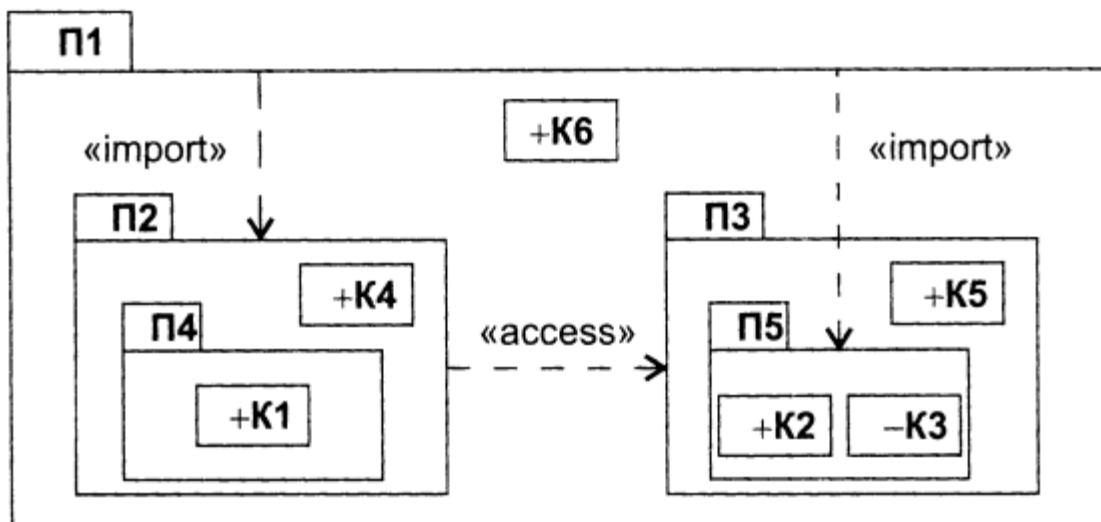 П1
+К6
«import»
«import»
П2
П3
+К4
+К5
П4
«access»
П5
+К1
+К2
–К3